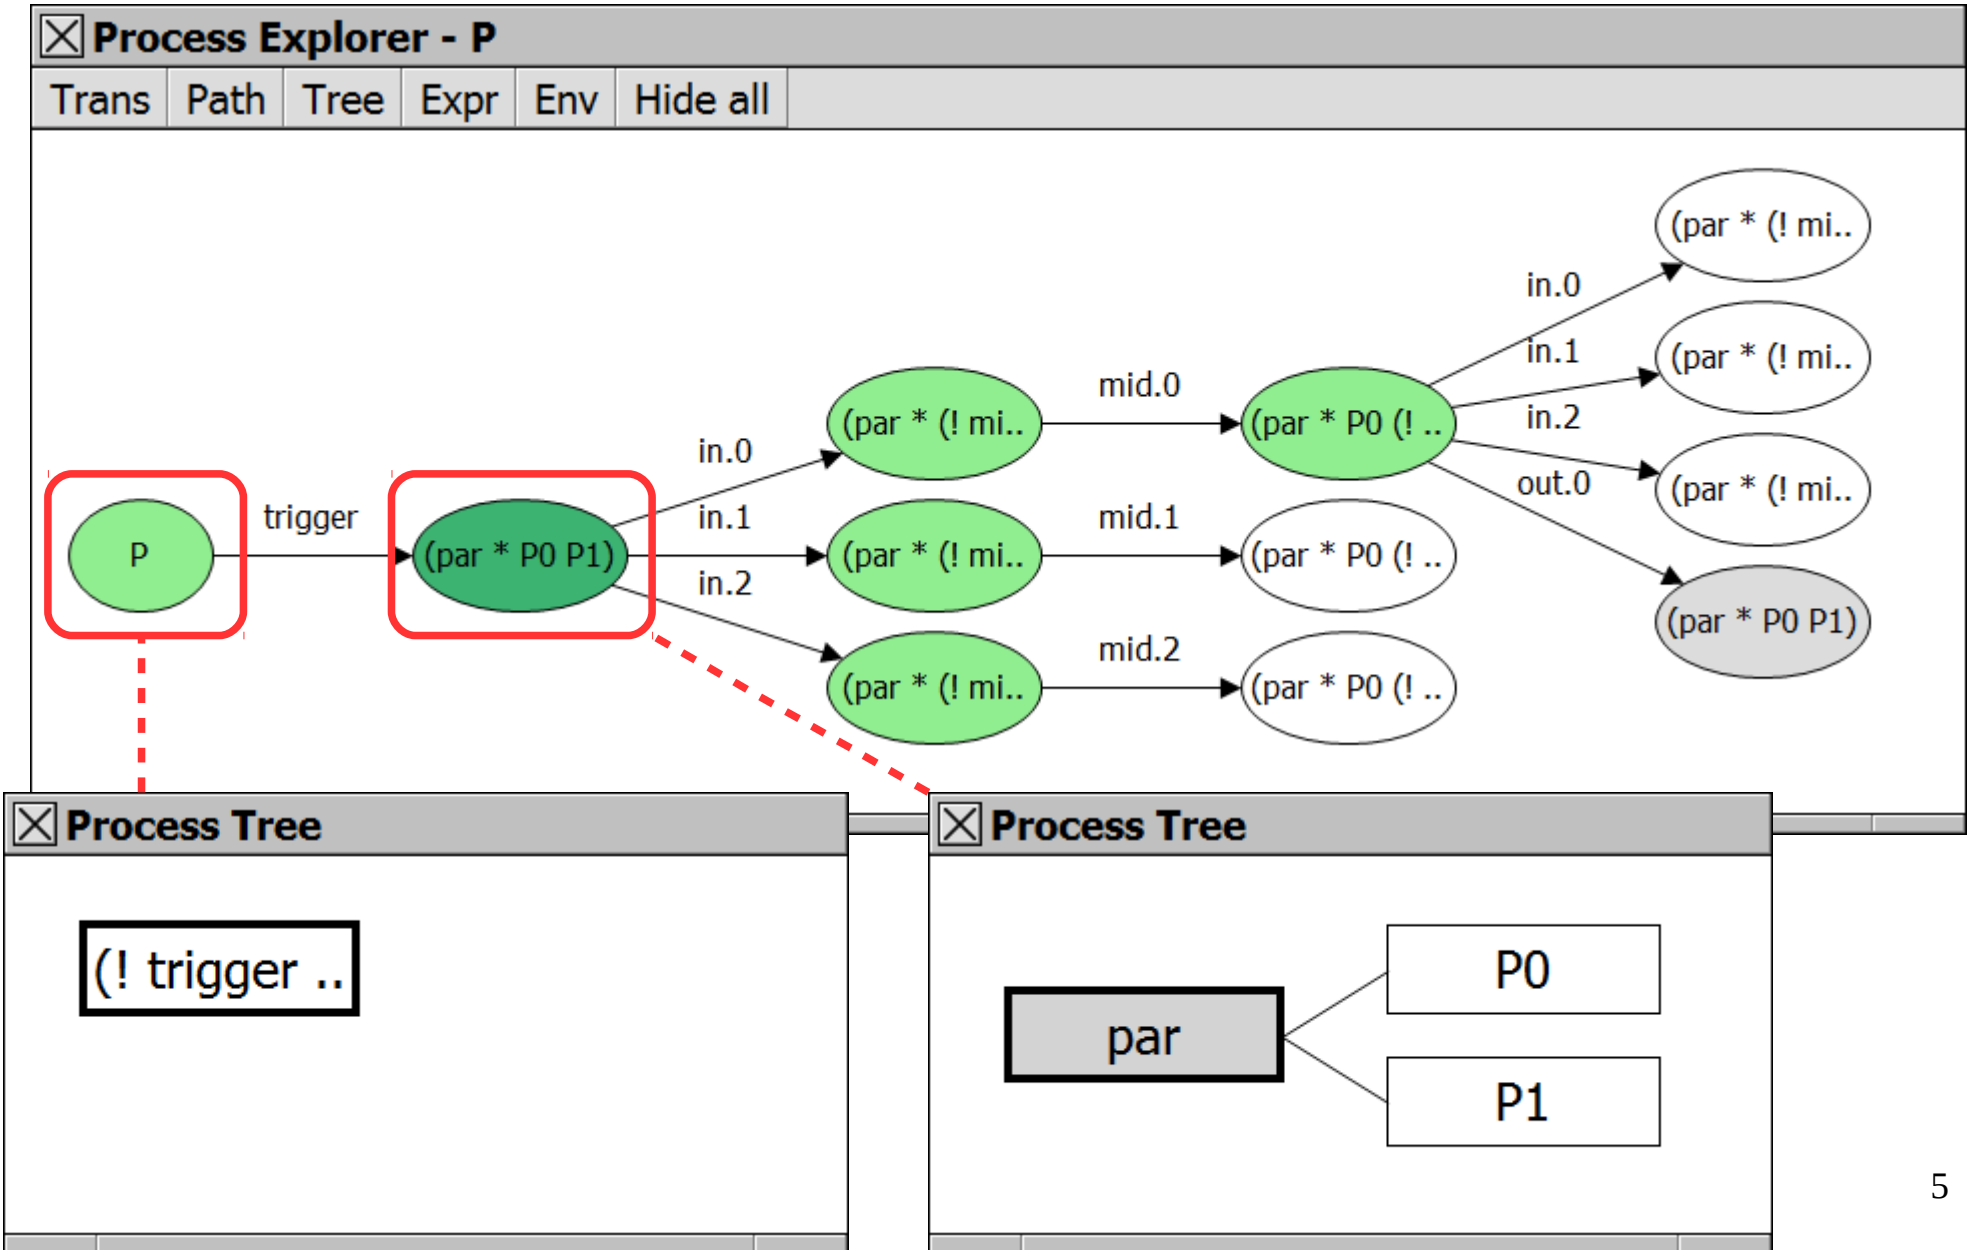 Process Explorer - P
Trans Path Tree Expr Env Hide all
(par * (! mi..
in.0
in.1
(par * (! mi..
mid.0
in.2
(par * (! mi..
(par * P0 (! ..
in.0
(par * (! mi..
out.0
trigger
in.1
mid.1
P
(par * P0 P1)
(par * (! mi..
(par * P0 (! ..
in.2
(par * P0 P1)
mid.2
(par * (! mi..
(par * P0 (! ..
Process Tree
(! trigger ..
Process Tree
par
P0
P1
5